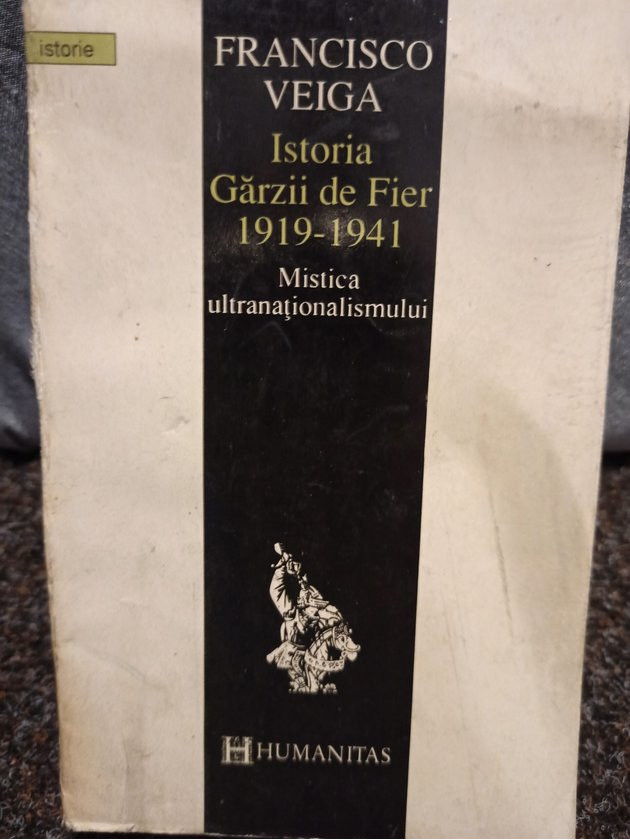 istorie
FRANCISCO
VEIGA
Istoria
Gărzii de Fier
1919-1941
Mistica
ultranaţionalismului
HUMANITAS